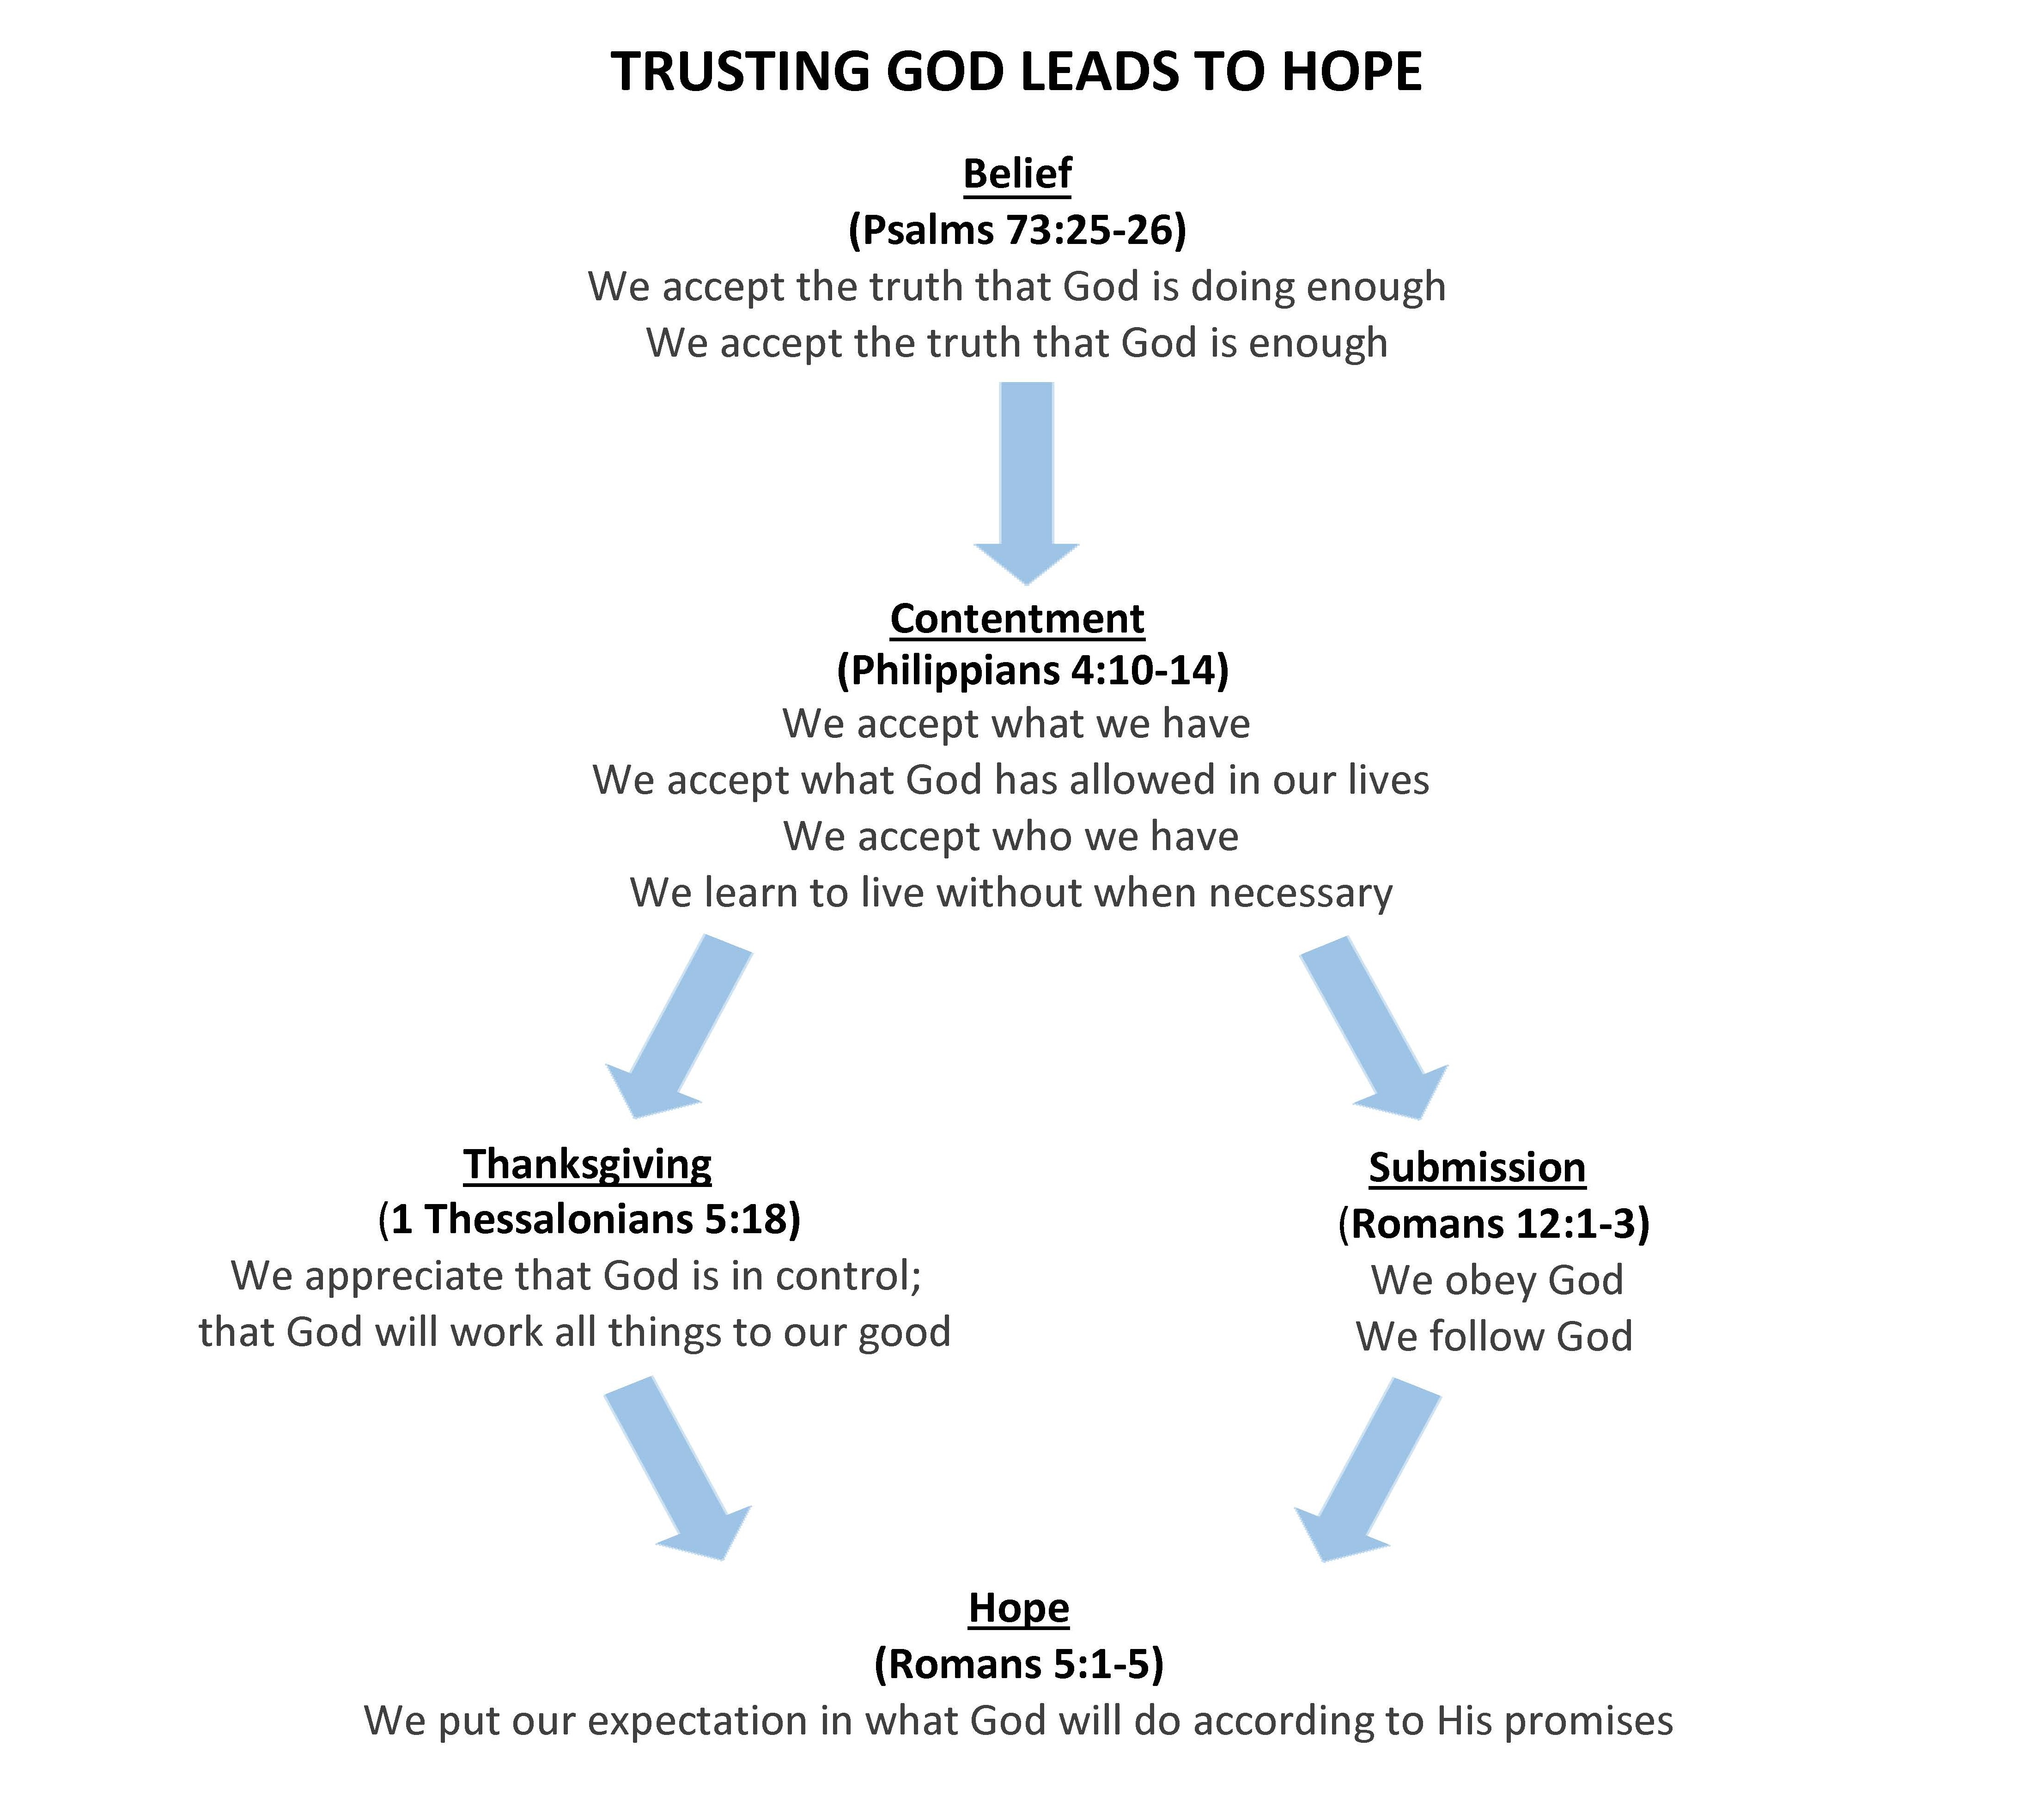 TRUSTING GOD LEADS TO HOPE
Belief
(Psalms 73:25-26)
We accept the truth that God is doing enough
We accept the truth that God is enough
Contentment
(Philippians 4:10-14)
We accept what we have
We accept what God has allowed in our lives
We accept who we have
We learn to live without when necessary
Thanksgiving
(1 Thessalonians 5:18)
We appreciate that God is in control;
that God will work all things to our good
Submission
(Romans 12:1-3)
We obey God
We follow God
Hope
(Romans 5:1-5)
We put our expectation in what God will do according to His promises